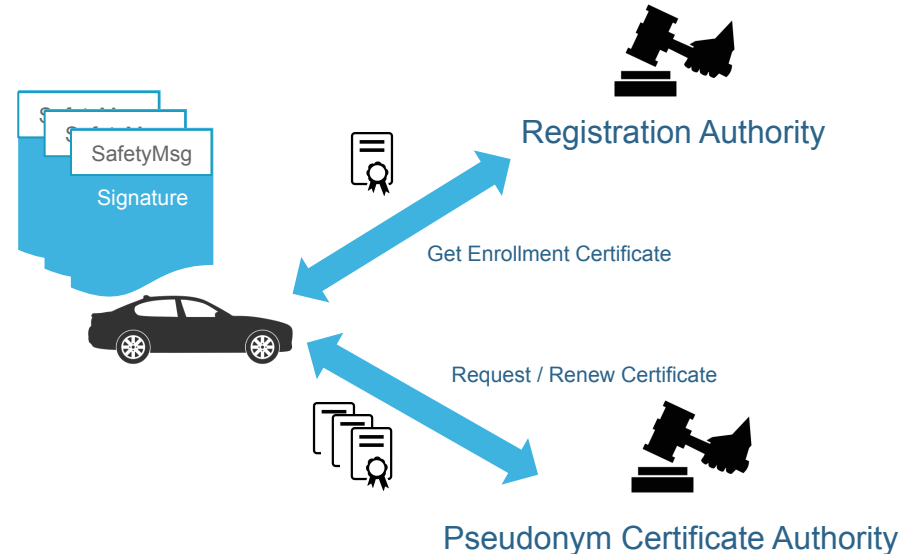 SafetyMsg
Signature
Registration Authority
Get Enrollment Certificate
Request / Renew Certificate
Pseudonym Certificate Authority